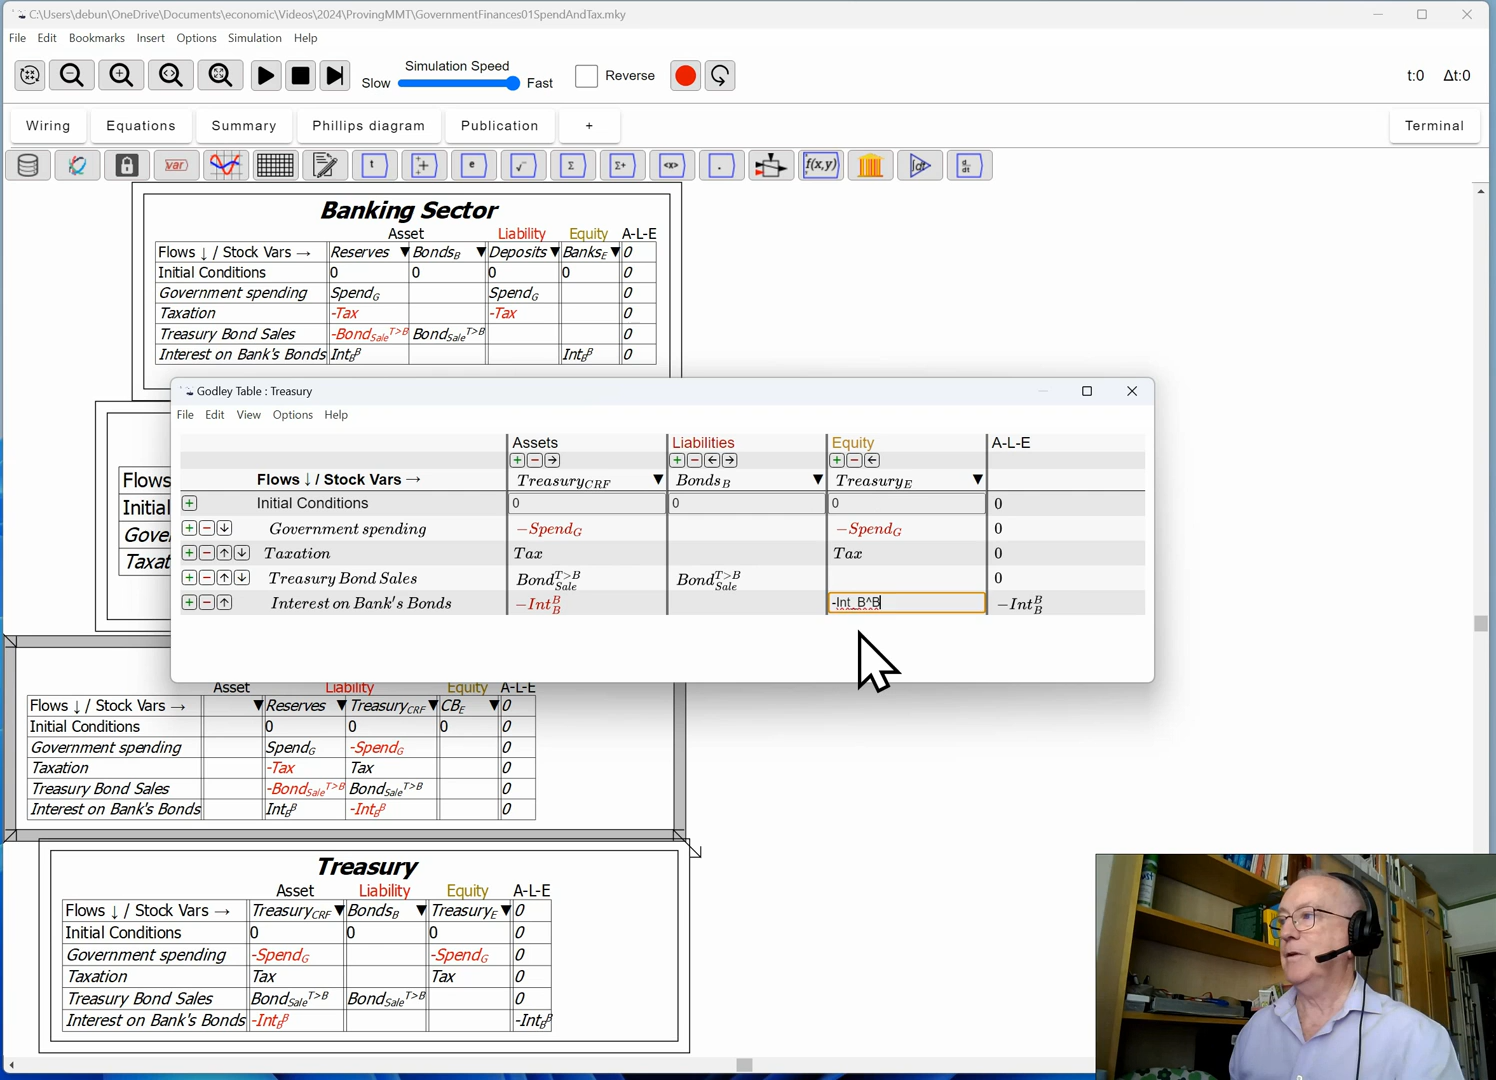 C:\Users\debun\OneDrive\Documents\economic\Videos\2024\ProvingMMT\GovernmentFinances01SpendAndTax.mky
File Edit Bookmarks Insert Options Simulation Help
Simulation Speed
Slow Fast Reverse t:0 Δt:0
Wiring Equations Summary Phillips diagram Publication + Terminal
var t e √ Σ Σ+ <x> . f(x,y) ∫dt d/dt
Banking Sector
Asset Liability Equity A-L-E
Flows ↓ / Stock Vars → Reserves ▼ Bonds_B ▼ Deposits ▼ Banks_E ▼ 0
Initial Conditions 0 0 0 0 0
Government spending Spend_G Spend_G 0
Taxation -Tax -Tax 0
Treasury Bond Sales -Bond_Sale^T>B Bond_Sale^T>B 0
Interest on Bank's Bonds Int_B^B Int_B^B 0
Flows
Initial
Gove
Taxat
Godley Table : Treasury
File Edit View Options Help
Assets Liabilities Equity A-L-E
Flows ↓ / Stock Vars → Treasury_CRF ▼ Bonds_B ▼ Treasury_E ▼
Initial Conditions 0 0 0 0
Government spending −Spend_G −Spend_G 0
Taxation Tax Tax 0
Treasury Bond Sales Bond_Sale^T>B Bond_Sale^T>B 0
Interest on Bank's Bonds −Int_B^B -Int_B^B −Int_B^B
Asset Liability Equity A-L-E
Flows ↓ / Stock Vars → ▼ Reserves ▼ Treasury_CRF ▼ CB_E ▼ 0
Initial Conditions 0 0 0 0
Government spending Spend_G -Spend_G 0
Taxation -Tax Tax 0
Treasury Bond Sales -Bond_Sale^T>B Bond_Sale^T>B 0
Interest on Bank's Bonds Int_B^B -Int_B^B 0
Treasury
Asset Liability Equity A-L-E
Flows ↓ / Stock Vars → Treasury_CRF ▼ Bonds_B ▼ Treasury_E ▼ 0
Initial Conditions 0 0 0 0
Government spending -Spend_G -Spend_G 0
Taxation Tax Tax 0
Treasury Bond Sales Bond_Sale^T>B Bond_Sale^T>B 0
Interest on Bank's Bonds -Int_B^B -Int_B^B